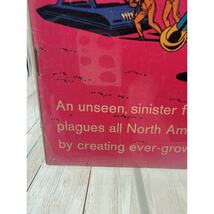 An unseen, sinister f
plagues all North Am
by creating ever-grow